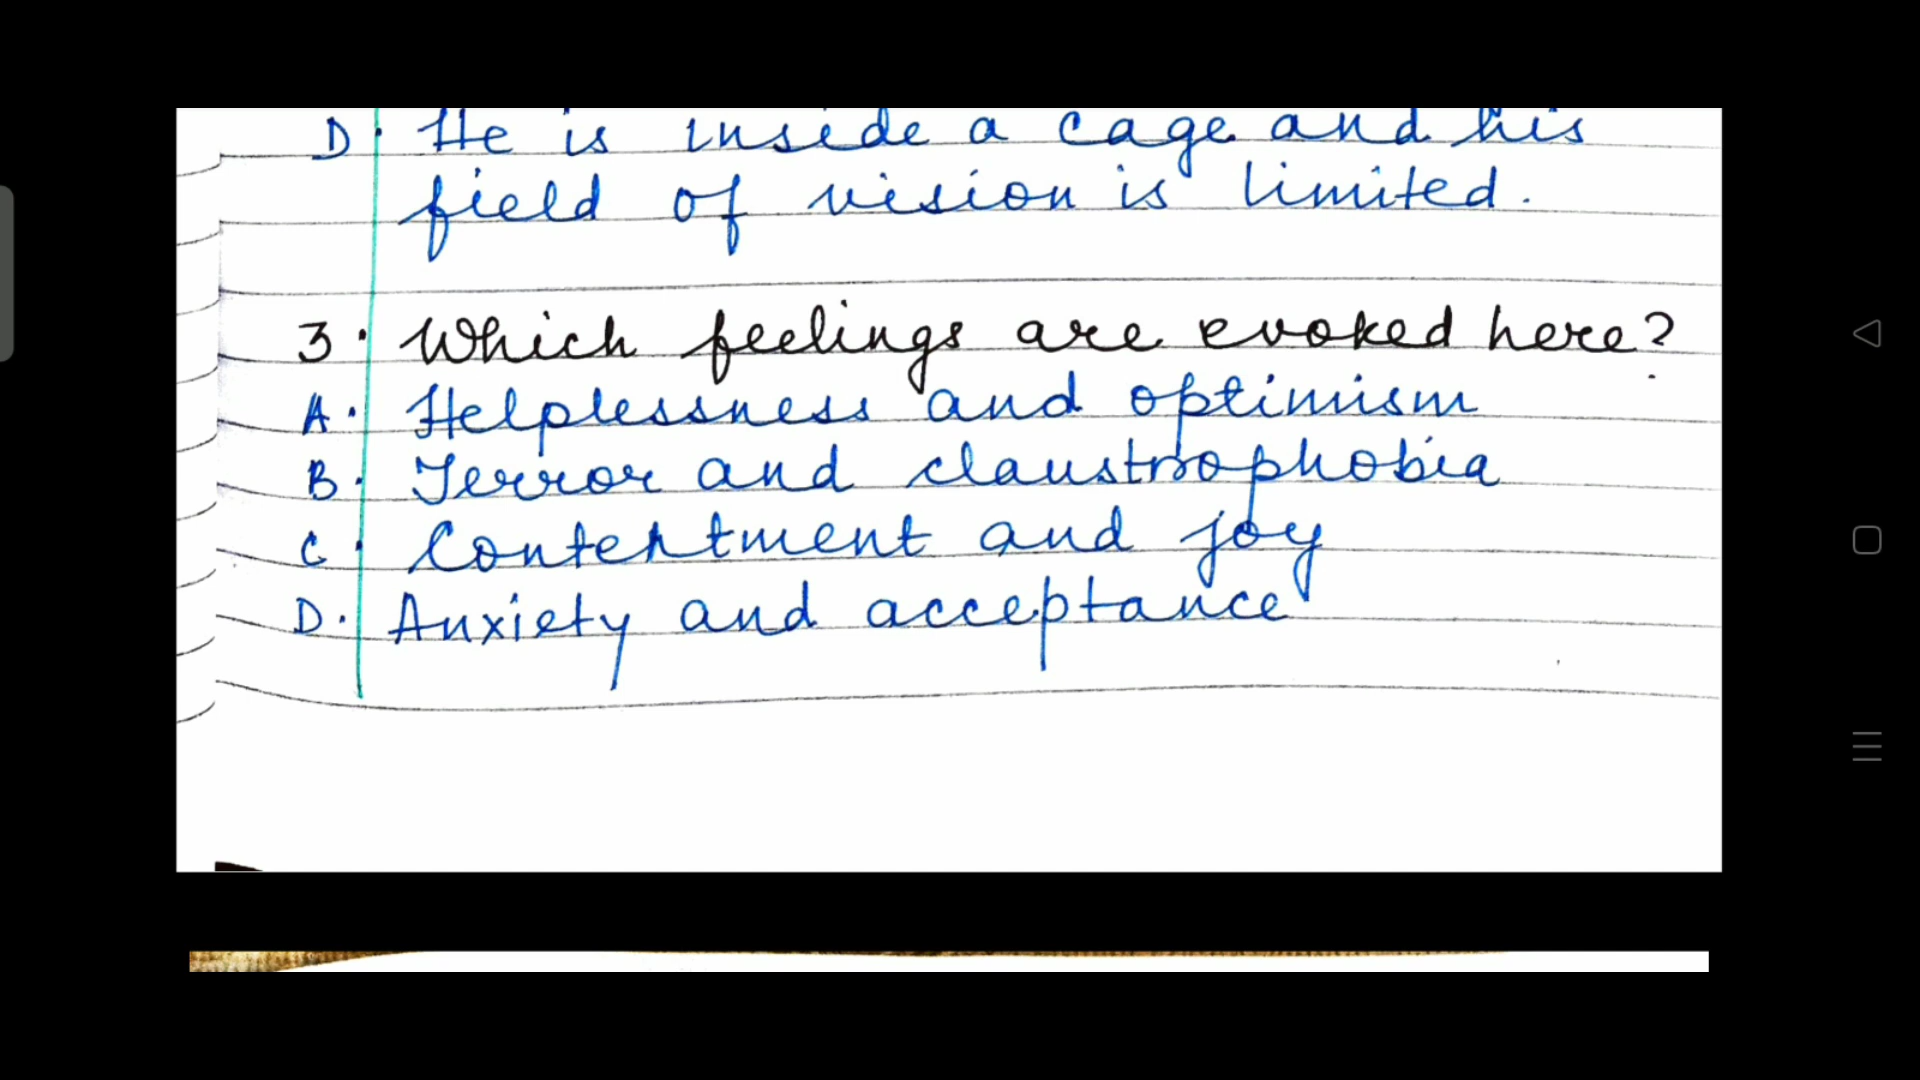 D. He is inside a cage and his
field of vision is limited.
3. Which feelings are evoked here?
A. Helplessness and optimism
B. Terror and claustrophobia
C. Contentment and joy
D. Anxiety and acceptance